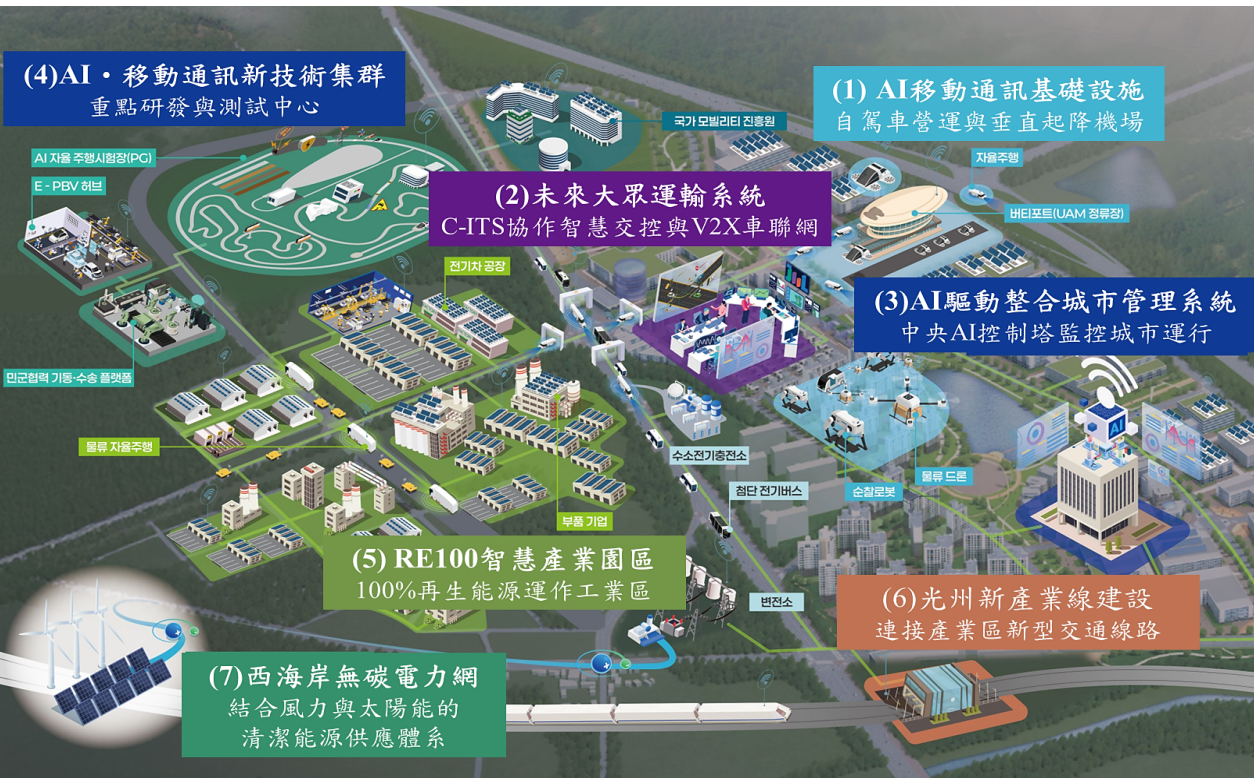 (4)AI・移動通訊新技術集群
重點研發與測試中心
(1) AI移動通訊基礎設施
自駕車營運與垂直起降機場
국가 모빌리티 진흥원
AI 자율 주행시험장(PG)
E - PBV 허브
자율주행
버티포트(UAM 정류장)
(2)未來大眾運輸系統
C-ITS協作智慧交控與V2X車聯網
전기차 공장
(3)AI驅動整合城市管理系統
中央AI控制塔監控城市運行
민군협력 기동·수송 플랫폼
AI
물류 자율주행
수소전기충전소
물류 드론
순찰로봇
첨단 전기버스
부품 기업
(5) RE100智慧產業園區
100%再生能源運作工業區
변전소
(6)光州新產業線建設
連接產業區新型交通線路
(7)西海岸無碳電力網
結合風力與太陽能的
清潔能源供應體系